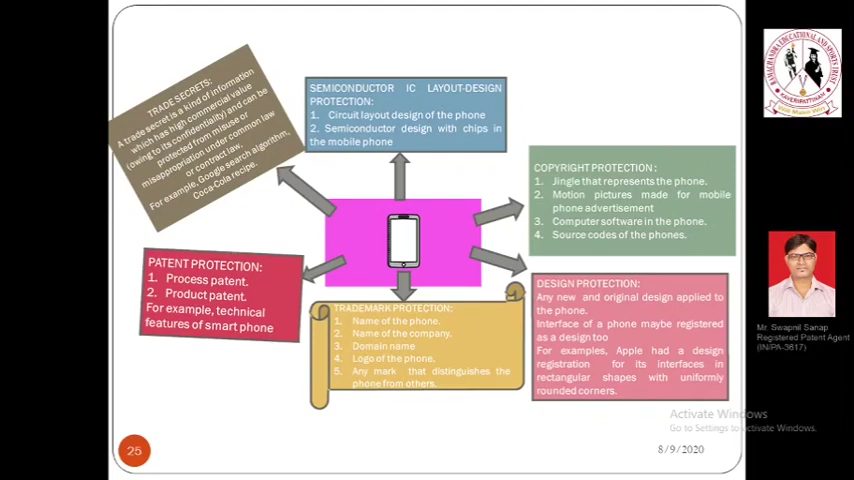 TRADE SECRETS:
A trade secret is a kind of information
which has high commercial value
(owing to its confidentiality) and can be
protected from misuse or
misappropriation under common law
or contract law.
For example, Google search algorithm,
Coca Cola recipe.
SEMICONDUCTOR IC LAYOUT-DESIGN
PROTECTION:
1. Circuit layout design of the phone
2. Semiconductor design with chips in
the mobile phone
COPYRIGHT PROTECTION :
1. Jingle that represents the phone.
2. Motion pictures made for mobile
phone advertisement
3. Computer software in the phone.
4. Source codes of the phones.
PATENT PROTECTION:
1. Process patent.
2. Product patent.
For example, technical
features of smart phone
TRADEMARK PROTECTION:
1. Name of the phone.
2. Name of the company.
3. Domain name
4. Logo of the phone.
5. Any mark that distinguishes the
phone from others.
DESIGN PROTECTION:
Any new and original design applied to
the phone.
Interface of a phone maybe registered
as a design too
For examples, Apple had a design
registration for its interfaces in
rectangular shapes with uniformly
rounded corners.
25
8/9/2020
Activate Windows
Go to Settings to Activate Windows.
RAMACHANDRA EDUCATIONAL AND SPORTS TRUST
KAVERIPATTINAM
Mr. Swapnil Sanap
Registered Patent Agent
(IN/PA-3617)